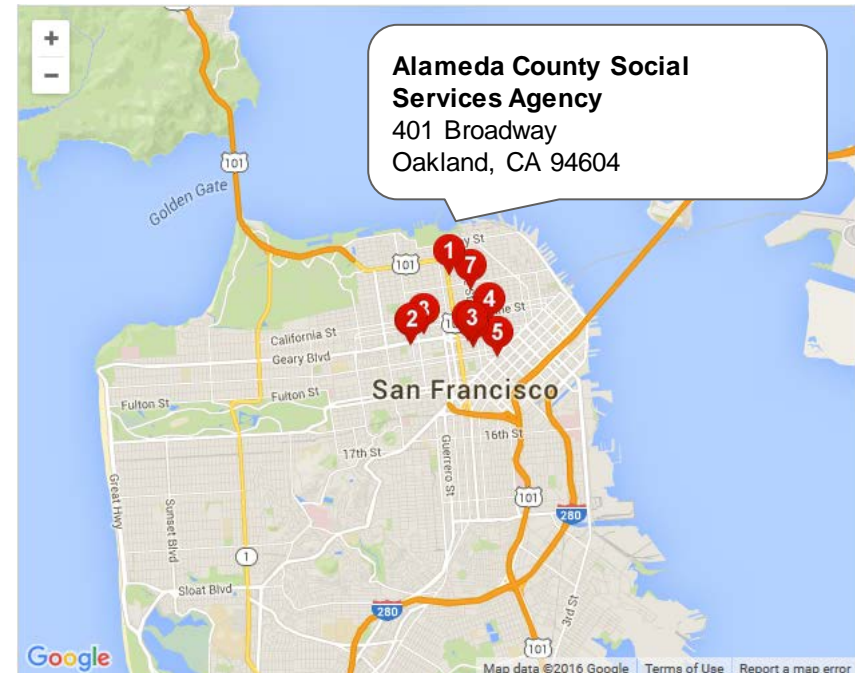 +
−
Alameda County Social
Services Agency
401 Broadway
Oakland, CA 94604
101
Golden Gate
101
1
7
4
2
3
5
California St
Geary Blvd
San Francisco
Fulton St
Fulton St
16th St
17th St
Guerrero St
Great Hwy
Sunset Blvd
101
280
1
Sloat Blvd
280
3rd St
101
Google
Map data ©2016 Google
Terms of Use
Report a map error